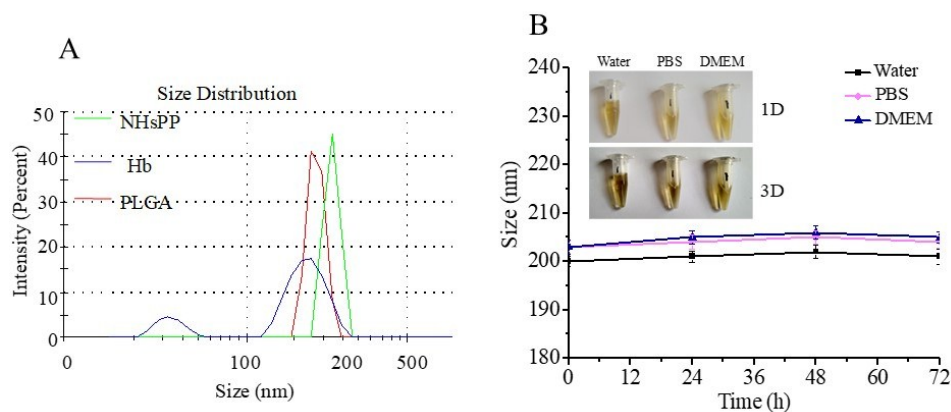 A
Size Distribution
50
40
30
20
10
0
NHsPP
Hb
PLGA
Intensity (Percent)
0 100 200 500
Size (nm)
B
240
230
220
210
200
190
180
Size (nm)
Water PBS DMEM
1D
3D
Water
PBS
DMEM
0 12 24 36 48 60 72
Time (h)